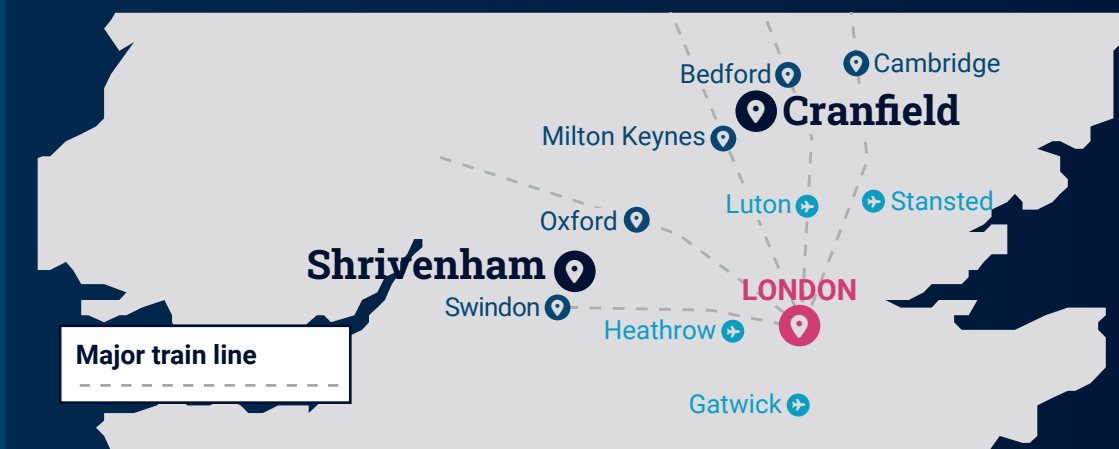 Bedford
Cambridge
Cranfield
Milton Keynes
Luton
Stansted
Oxford
Shrivenham
LONDON
Swindon
Heathrow
Major train line
Gatwick